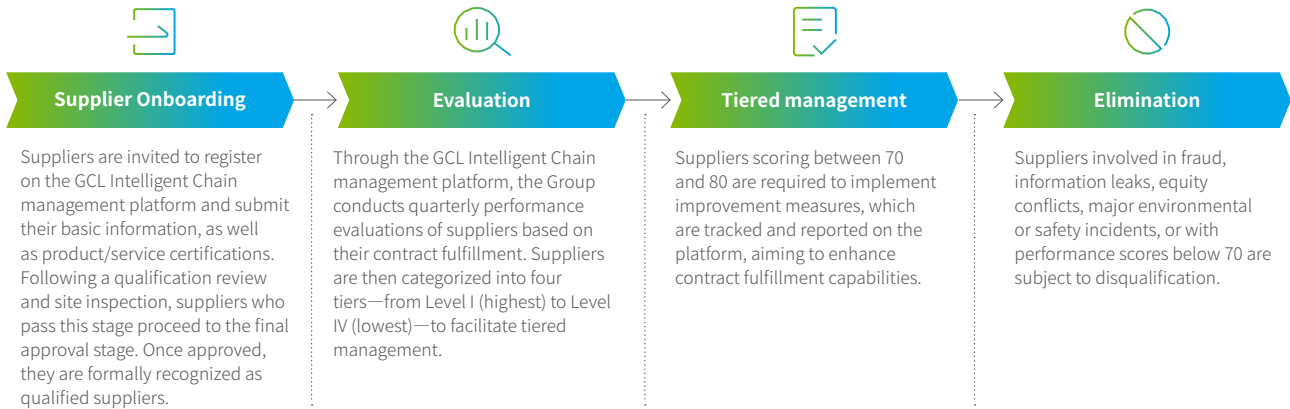 Supplier Onboarding
Suppliers are invited to register
on the GCL Intelligent Chain
management platform and submit
their basic information, as well
as product/service certifications.
Following a qualification review
and site inspection, suppliers who
pass this stage proceed to the final
approval stage. Once approved,
they are formally recognized as
qualified suppliers.
Evaluation
Through the GCL Intelligent Chain
management platform, the Group
conducts quarterly performance
evaluations of suppliers based on
their contract fulfillment. Suppliers
are then categorized into four
tiers—from Level I (highest) to Level
IV (lowest)—to facilitate tiered
management.
Tiered management
Suppliers scoring between 70
and 80 are required to implement
improvement measures, which
are tracked and reported on the
platform, aiming to enhance
contract fulfillment capabilities.
Elimination
Suppliers involved in fraud,
information leaks, equity
conflicts, major environmental
or safety incidents, or with
performance scores below 70 are
subject to disqualification.